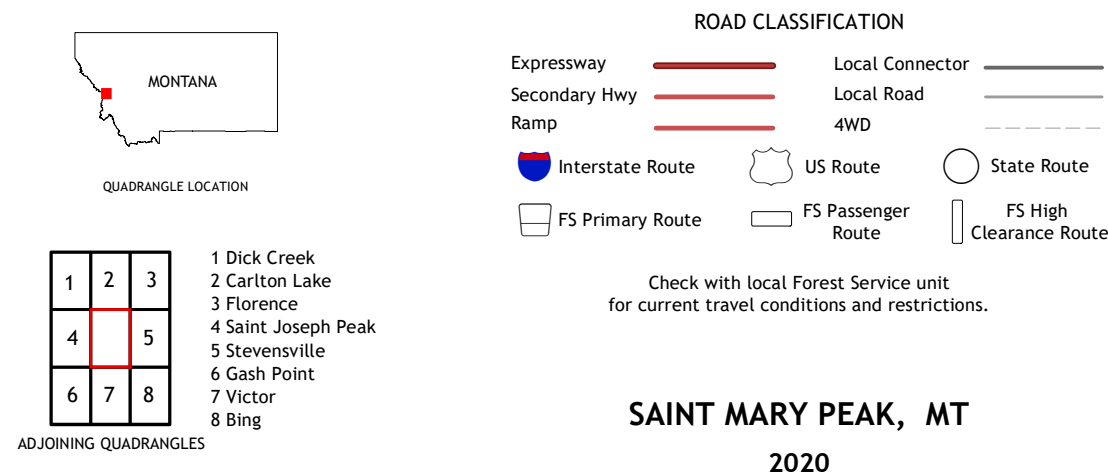 MONTANA
QUADRANGLE LOCATION
1
2
3
4
5
6
7
8
ADJOINING QUADRANGLES
1 Dick Creek
2 Carlton Lake
3 Florence
4 Saint Joseph Peak
5 Stevensville
6 Gash Point
7 Victor
8 Bing
ROAD CLASSIFICATION
Expressway
Secondary Hwy
Ramp
Local Connector
Local Road
4WD
Interstate Route
US Route
State Route
FS Primary Route
FS Passenger
Route
FS High
Clearance Route
Check with local Forest Service unit
for current travel conditions and restrictions.
SAINT MARY PEAK, MT
2020